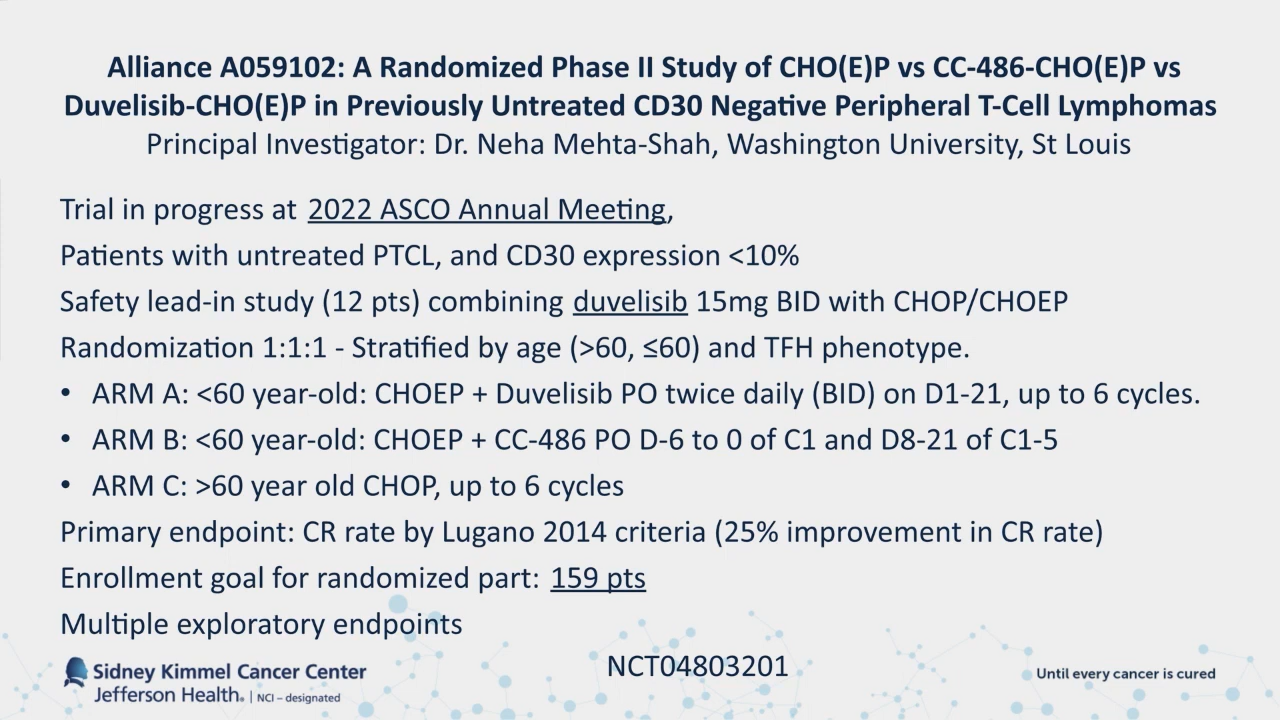 Alliance A059102: A Randomized Phase II Study of CHO(E)P vs CC-486-CHO(E)P vs
Duvelisib-CHO(E)P in Previously Untreated CD30 Negative Peripheral T-Cell Lymphomas
Principal Investigator: Dr. Neha Mehta-Shah, Washington University, St Louis
Trial in progress at 2022 ASCO Annual Meeting,
Patients with untreated PTCL, and CD30 expression <10%
Safety lead-in study (12 pts) combining duvelisib 15mg BID with CHOP/CHOEP
Randomization 1:1:1 - Stratified by age (>60, ≤60) and TFH phenotype.
• ARM A: <60 year-old: CHOEP + Duvelisib PO twice daily (BID) on D1-21, up to 6 cycles.
• ARM B: <60 year-old: CHOEP + CC-486 PO D-6 to 0 of C1 and D8-21 of C1-5
• ARM C: >60 year old CHOP, up to 6 cycles
Primary endpoint: CR rate by Lugano 2014 criteria (25% improvement in CR rate)
Enrollment goal for randomized part: 159 pts
Multiple exploratory endpoints
NCT04803201
Sidney Kimmel Cancer Center
Jefferson Health. | NCI – designated
Until every cancer is cured